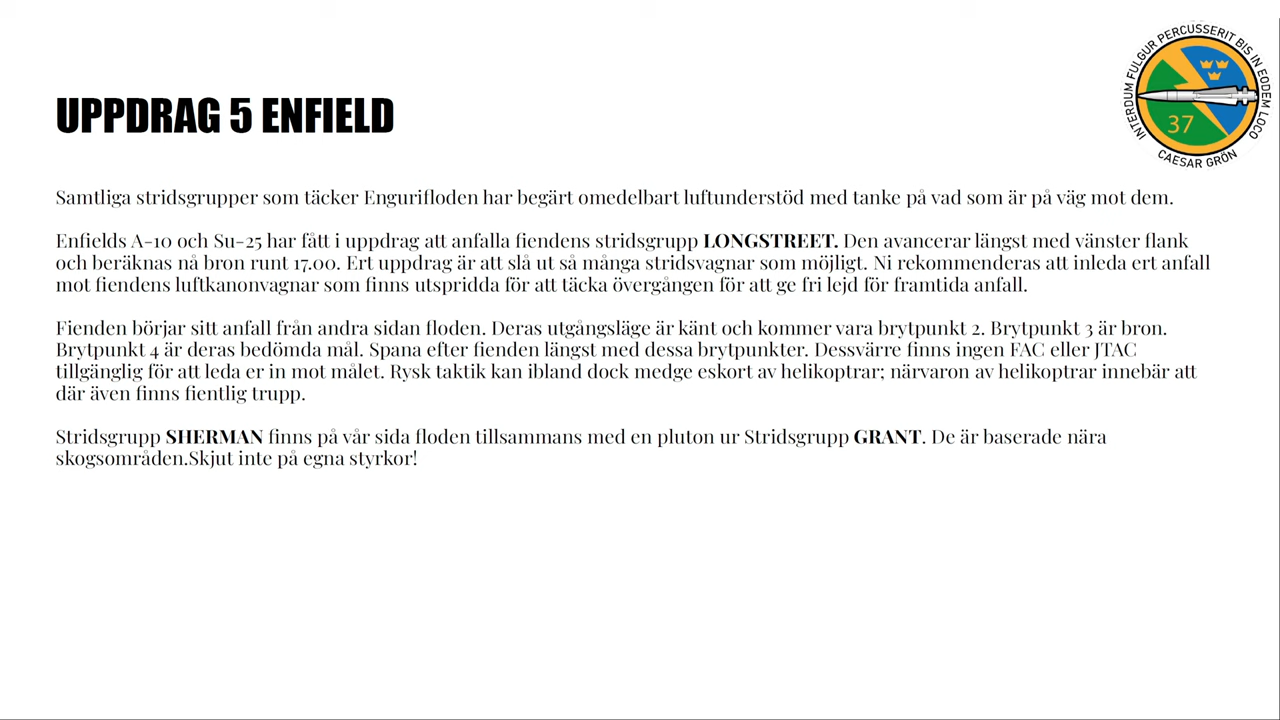 INTERDUM FULGUR PERCUSSERIT BIS IN EODEM LOCO
37
CAESAR GRÖN
UPPDRAG 5 ENFIELD
Samtliga stridsgrupper som täcker Engurifloden har begärt omedelbart luftunderstöd med tanke på vad som är på väg mot dem.
Enfields A-10 och Su-25 har fått i uppdrag att anfalla fiendens stridsgrupp LONGSTREET. Den avancerar längst med vänster flank
och beräknas nå bron runt 17.00. Ert uppdrag är att slå ut så många stridsvagnar som möjligt. Ni rekommenderas att inleda ert anfall
mot fiendens luftkanonvagnar som finns utspridda för att täcka övergången för att ge fri lejd för framtida anfall.
Fienden börjar sitt anfall från andra sidan floden. Deras utgångsläge är känt och kommer vara brytpunkt 2. Brytpunkt 3 är bron.
Brytpunkt 4 är deras bedömda mål. Spana efter fienden längst med dessa brytpunkter. Dessvärre finns ingen FAC eller JTAC
tillgänglig för att leda er in mot målet. Rysk taktik kan ibland dock medge eskort av helikoptrar; närvaron av helikoptrar innebär att
där även finns fientlig trupp.
Stridsgrupp SHERMAN finns på vår sida floden tillsammans med en pluton ur Stridsgrupp GRANT. De är baserade nära
skogsområden.Skjut inte på egna styrkor!